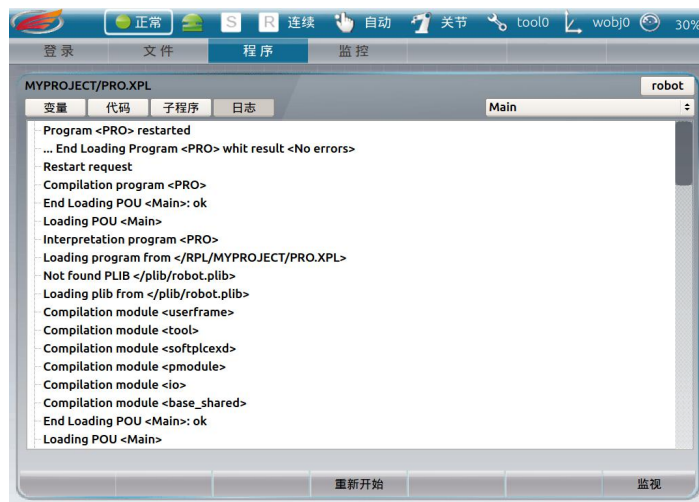 正常 S R 连续 自动 关节 tool0 wobj0 30%
登录 文件 程序 监控
MYPROJECT/PRO.XPL robot
变量 代码 子程序 日志 Main
Program <PRO> restarted
... End Loading Program <PRO> whit result <No errors>
Restart request
Compilation program <PRO>
End Loading POU <Main>: ok
Loading POU <Main>
Interpretation program <PRO>
Loading program from </RPL/MYPROJECT/PRO.XPL>
Not found PLIB </plib/robot.plib>
Loading plib from </plib/robot.plib>
Compilation module <userframe>
Compilation module <tool>
Compilation module <softplcexd>
Compilation module <pmodule>
Compilation module <io>
Compilation module <base_shared>
End Loading POU <Main>: ok
Loading POU <Main>
重新开始 监视